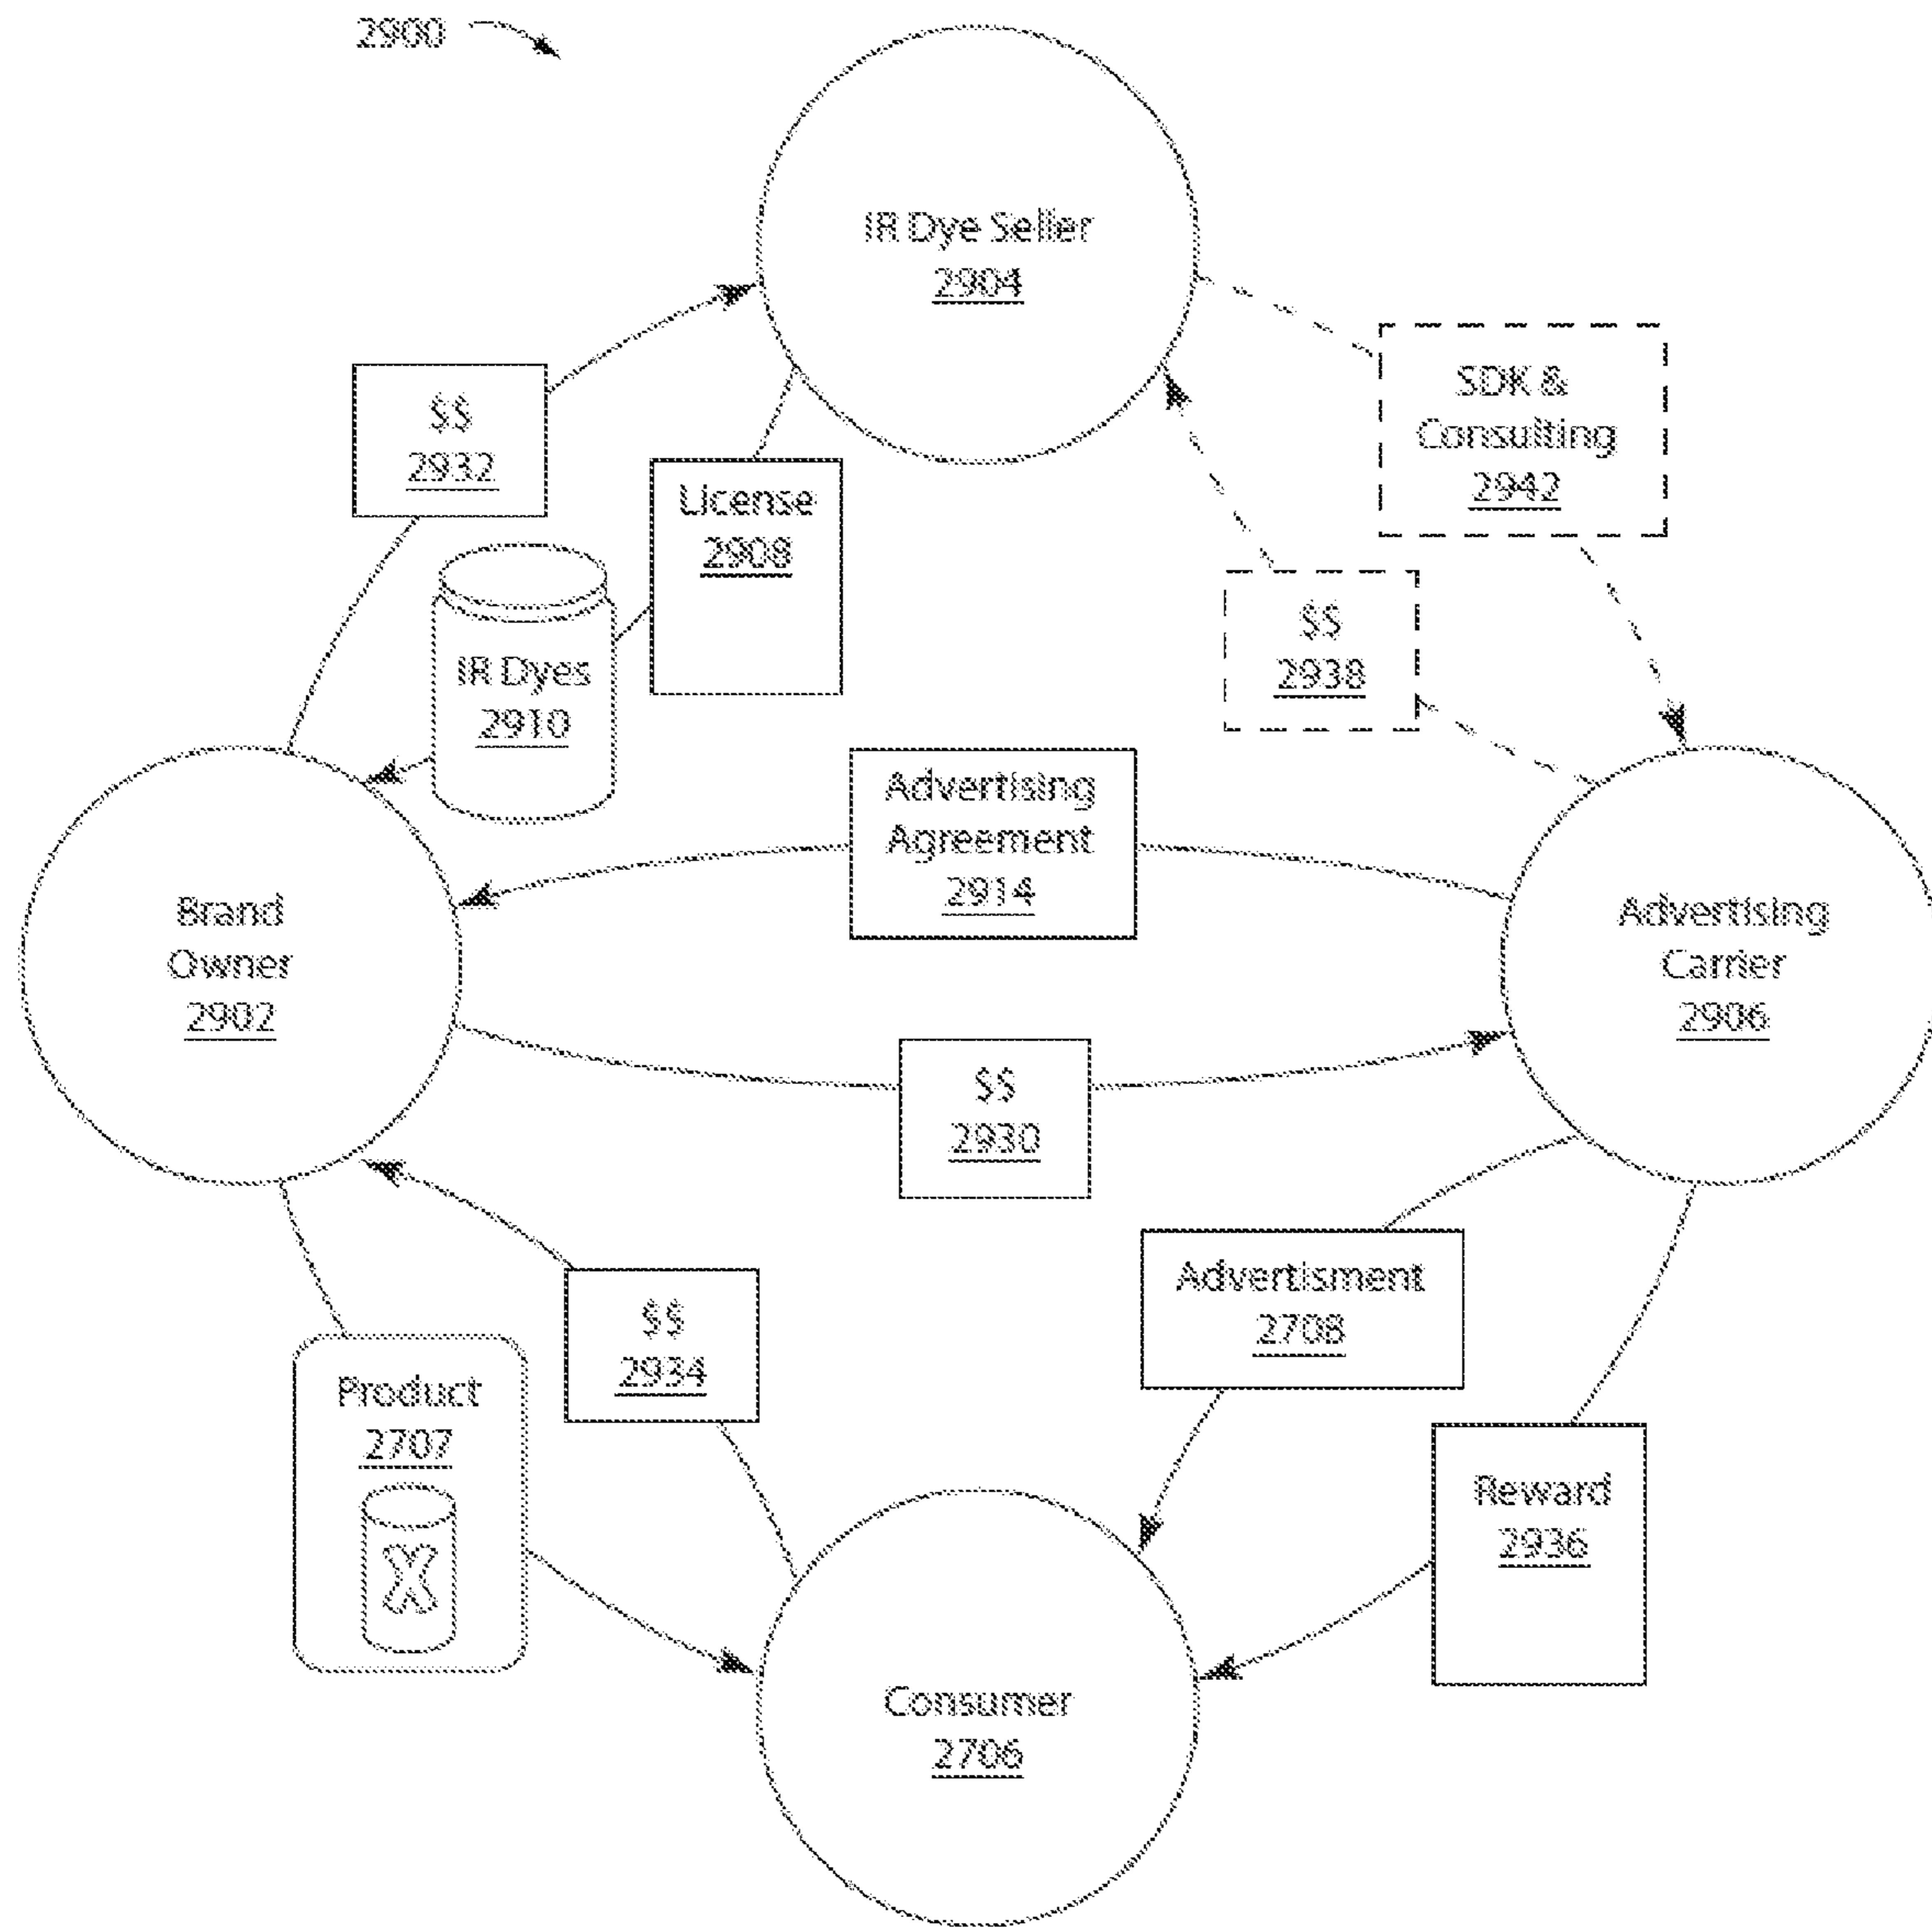 2900
IR Dye Seller
2904
$$
2932
License
2908
SDK &
Consulting
2942
IR Dyes
2910
$$
2938
Advertising
Agreement
2914
Brand
Owner
2902
Advertising
Carrier
2906
$$
2930
$$
2934
Advertisment
2708
Product
2707
X
Reward
2936
Consumer
2706